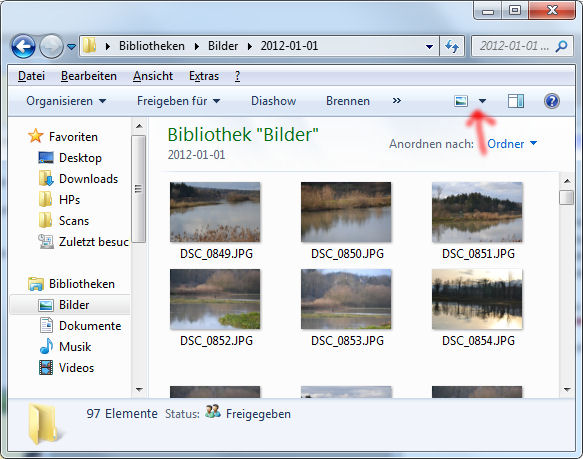 Bibliotheken Bilder 2012-01-01 2012-01-01 ...
Datei Bearbeiten Ansicht Extras ?
Organisieren Freigeben für Diashow Brennen »
Favoriten
Desktop
Downloads
HPs
Scans
Zuletzt besuc
Bibliotheken
Bilder
Dokumente
Musik
Videos
Bibliothek "Bilder"
2012-01-01
Anordnen nach: Ordner
DSC_0849.JPG DSC_0850.JPG DSC_0851.JPG
DSC_0852.JPG DSC_0853.JPG DSC_0854.JPG
97 Elemente Status: Freigegeben